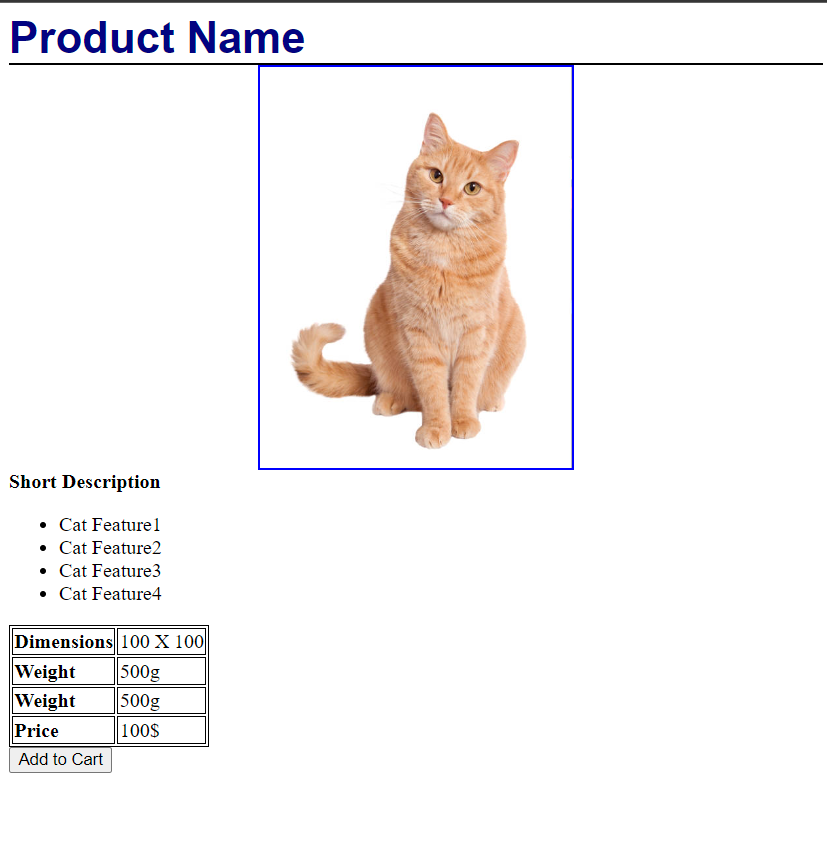 Product Name
Short Description
Cat Feature1
Cat Feature2
Cat Feature3
Cat Feature4
Dimensions 100 X 100
Weight 500g
Weight 500g
Price 100$
Add to Cart